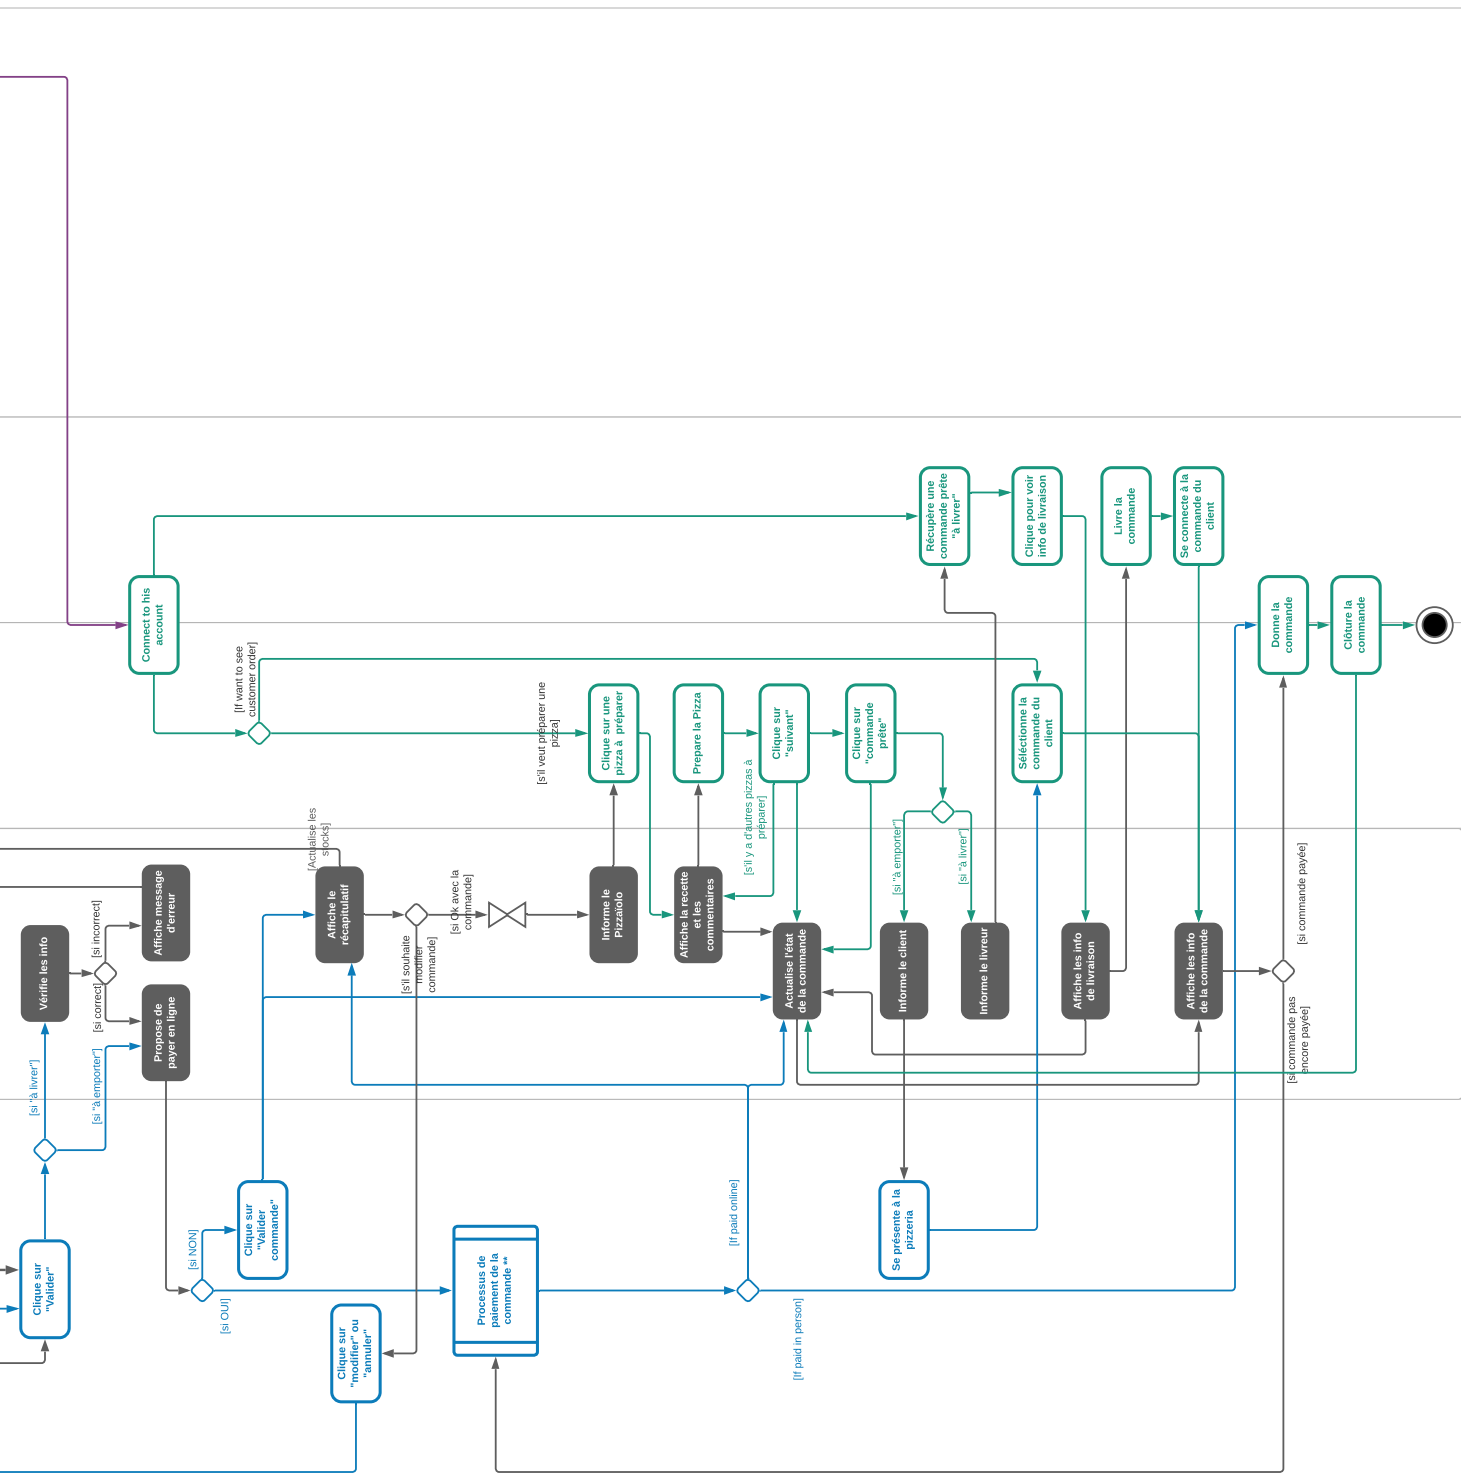 Récupère une
commande prête
"à livrer"
Clique pour voir
info de livraison
Livre la
commande
Se connecte à la
commande du
client
Connect to his
account
Donne la
commande
Clôture la
commande
[If want to see
customer order]
[s'il veut préparer une
pizza]
Clique sur une
pizza à préparer
Prepare la Pizza
Clique sur
"suivant"
Clique sur
"commande
prête"
Séléctionne la
commande du
client
[s'il y a d'autres pizzas à
préparer]
[si "à emporter"]
[si "à livrer"]
[Actualise les
stocks]
Affiche message
d'erreur
Vérifie les info
[si incorrect]
[si correct]
Propose de
payer en ligne
Affiche le
récapitulatif
[si Ok avec la
commande]
[s'il souhaite
modifier
commande]
Informe le
Pizzaïolo
Affiche la recette
et les
commentaires
Actualise l'état
de la commande
Informe le client
Informe le livreur
Affiche les info
de livraison
Affiche les info
de la commande
[si commande payée]
[si commande pas
encore payée]
[si "à livrer"]
[si "à emporter"]
Clique sur
"Valider"
[si NON]
[si OUI]
Clique sur
"Valider
commande"
Clique sur
"modifier" ou
"annuler"
Processus de
paiement de la
commande **
[If paid online]
[If paid in person]
Se présente à la
pizzeria